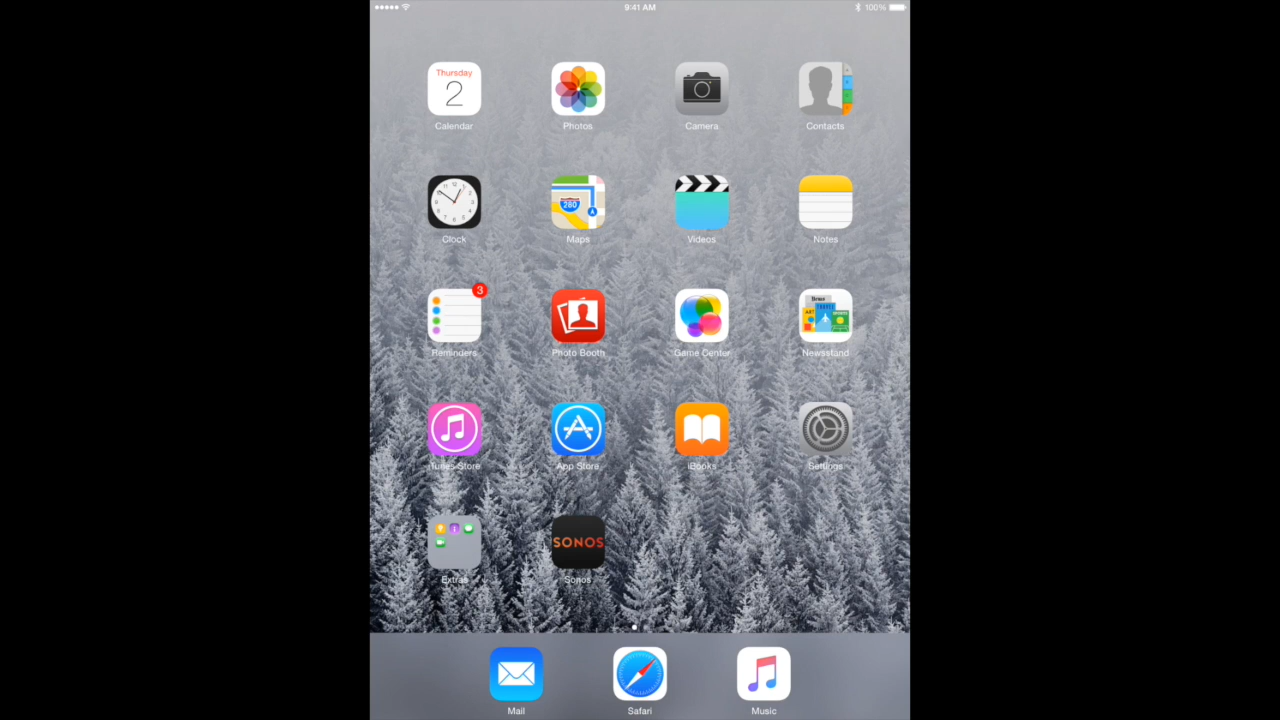 9:41 AM
100%
Thursday
2
Calendar
Photos
Camera
Contacts
280
Clock
Maps
Videos
Notes
3
Reminders
Photo Booth
Game Center
Newsstand
iTunes Store
App Store
iBooks
Settings
SONOS
Extras
Sonos
Mail
Safari
Music